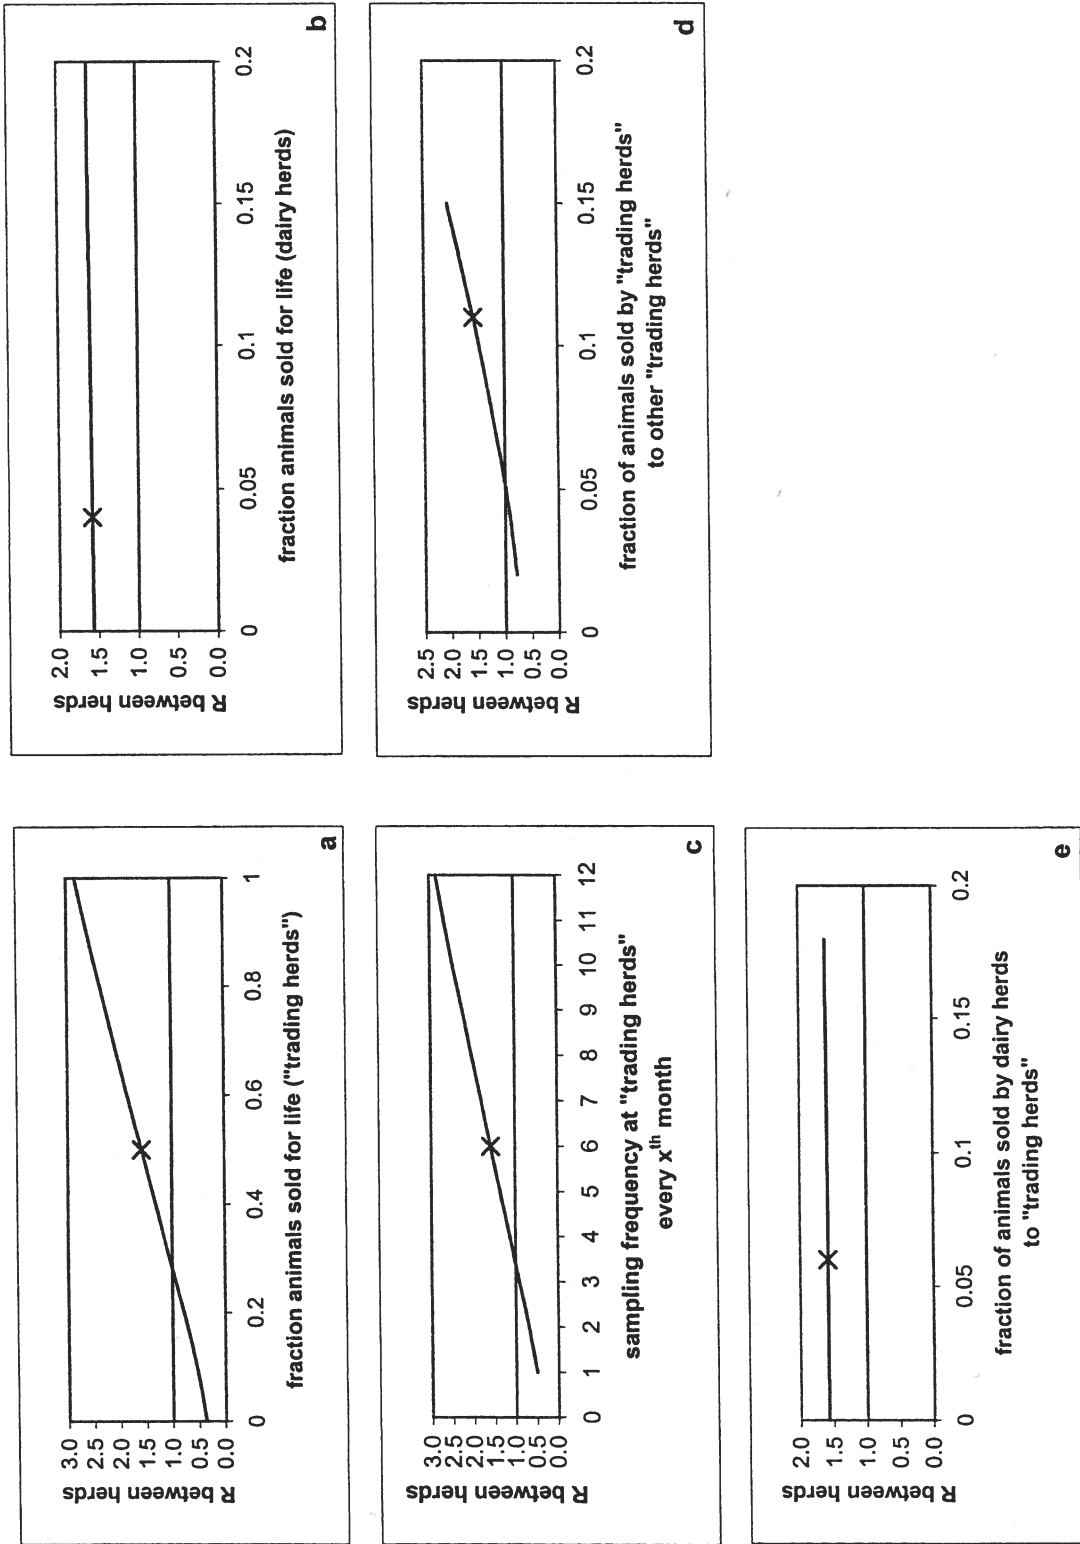 R between herds
3.0
2.5
2.0
1.5
1.0
0.5
0.0
0 0.2 0.4 0.6 0.8 1
fraction animals sold for life ("trading herds")
a
R between herds
2.0
1.5
1.0
0.5
0.0
0 0.05 0.1 0.15 0.2
fraction animals sold for life (dairy herds)
b
R between herds
3.0
2.5
2.0
1.5
1.0
0.5
0.0
0 1 2 3 4 5 6 7 8 9 10 11 12
sampling frequency at "trading herds"
every xth month
c
R between herds
2.5
2.0
1.5
1.0
0.5
0.0
0 0.05 0.1 0.15 0.2
fraction of animals sold by "trading herds"
to other "trading herds"
d
R between herds
2.0
1.5
1.0
0.5
0.0
0 0.05 0.1 0.15 0.2
fraction of animals sold by dairy herds
to "trading herds"
e